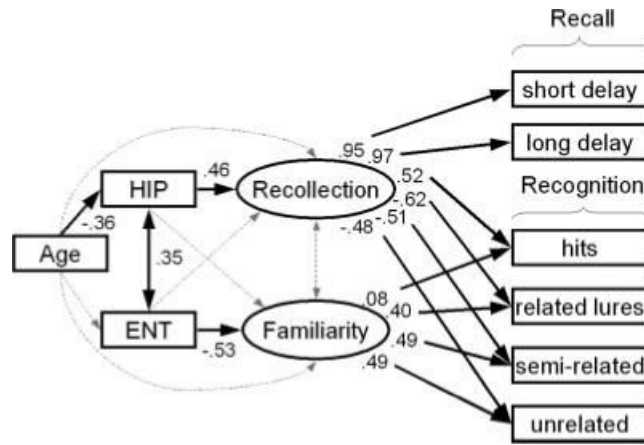 Recall
short delay
long delay
Recognition
hits
related lures
semi-related
unrelated
HIP
.46
Recollection
.95
.97
.52
-.62
-.51
-.48
Age
-.36
.35
ENT
-.53
Familiarity
.08
.40
.49
.49